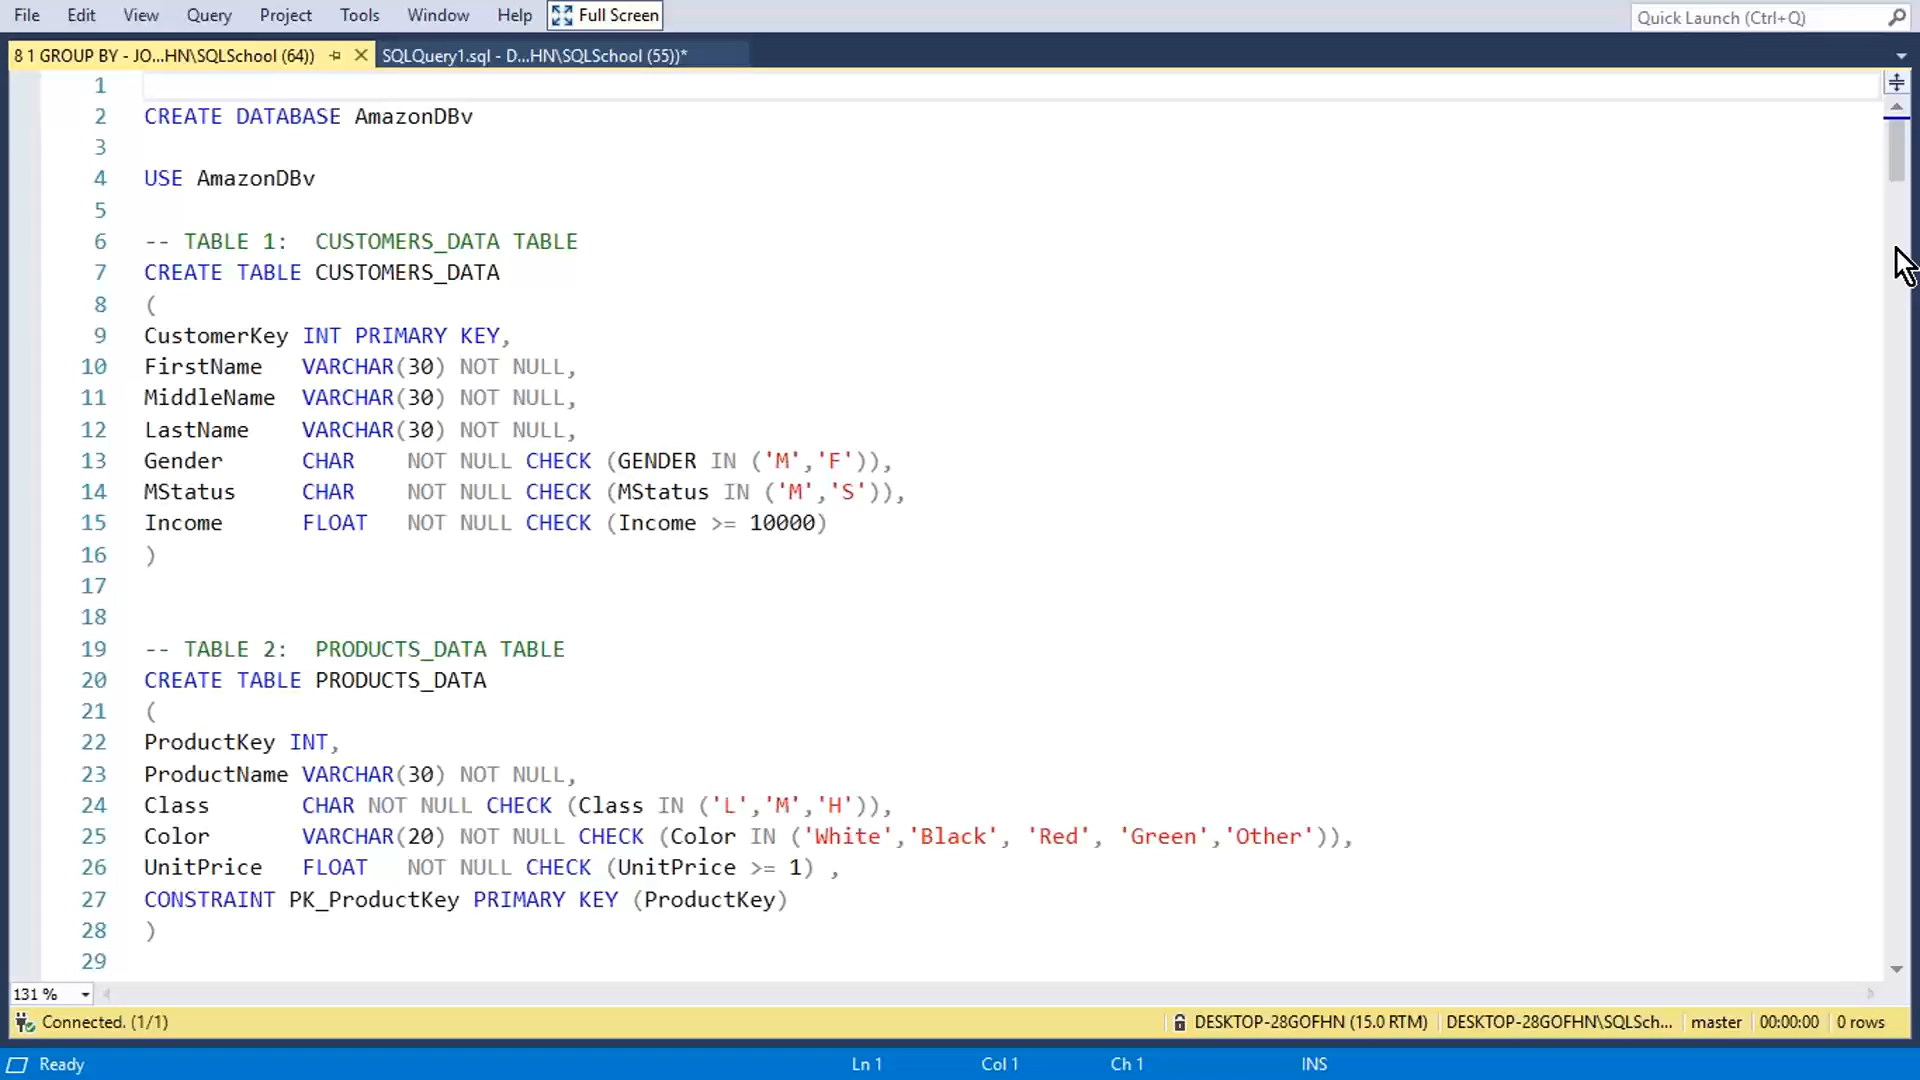 File Edit View Query Project Tools Window Help Full Screen Quick Launch (Ctrl+Q)
8 1 GROUP BY - JO...HN\SQLSchool (64)) SQLQuery1.sql - D...HN\SQLSchool (55))*
1
2 CREATE DATABASE AmazonDBv
3
4 USE AmazonDBv
5
6 -- TABLE 1: CUSTOMERS_DATA TABLE
7 CREATE TABLE CUSTOMERS_DATA
8 (
9 CustomerKey INT PRIMARY KEY,
10 FirstName VARCHAR(30) NOT NULL,
11 MiddleName VARCHAR(30) NOT NULL,
12 LastName VARCHAR(30) NOT NULL,
13 Gender CHAR NOT NULL CHECK (GENDER IN ('M','F')),
14 MStatus CHAR NOT NULL CHECK (MStatus IN ('M','S')),
15 Income FLOAT NOT NULL CHECK (Income >= 10000)
16 )
17
18
19 -- TABLE 2: PRODUCTS_DATA TABLE
20 CREATE TABLE PRODUCTS_DATA
21 (
22 ProductKey INT,
23 ProductName VARCHAR(30) NOT NULL,
24 Class CHAR NOT NULL CHECK (Class IN ('L','M','H')),
25 Color VARCHAR(20) NOT NULL CHECK (Color IN ('White','Black', 'Red', 'Green','Other')),
26 UnitPrice FLOAT NOT NULL CHECK (UnitPrice >= 1) ,
27 CONSTRAINT PK_ProductKey PRIMARY KEY (ProductKey)
28 )
29
131 %
Connected. (1/1) DESKTOP-28GOFHN (15.0 RTM) DESKTOP-28GOFHN\SQLSch... master 00:00:00 0 rows
Ready Ln 1 Col 1 Ch 1 INS